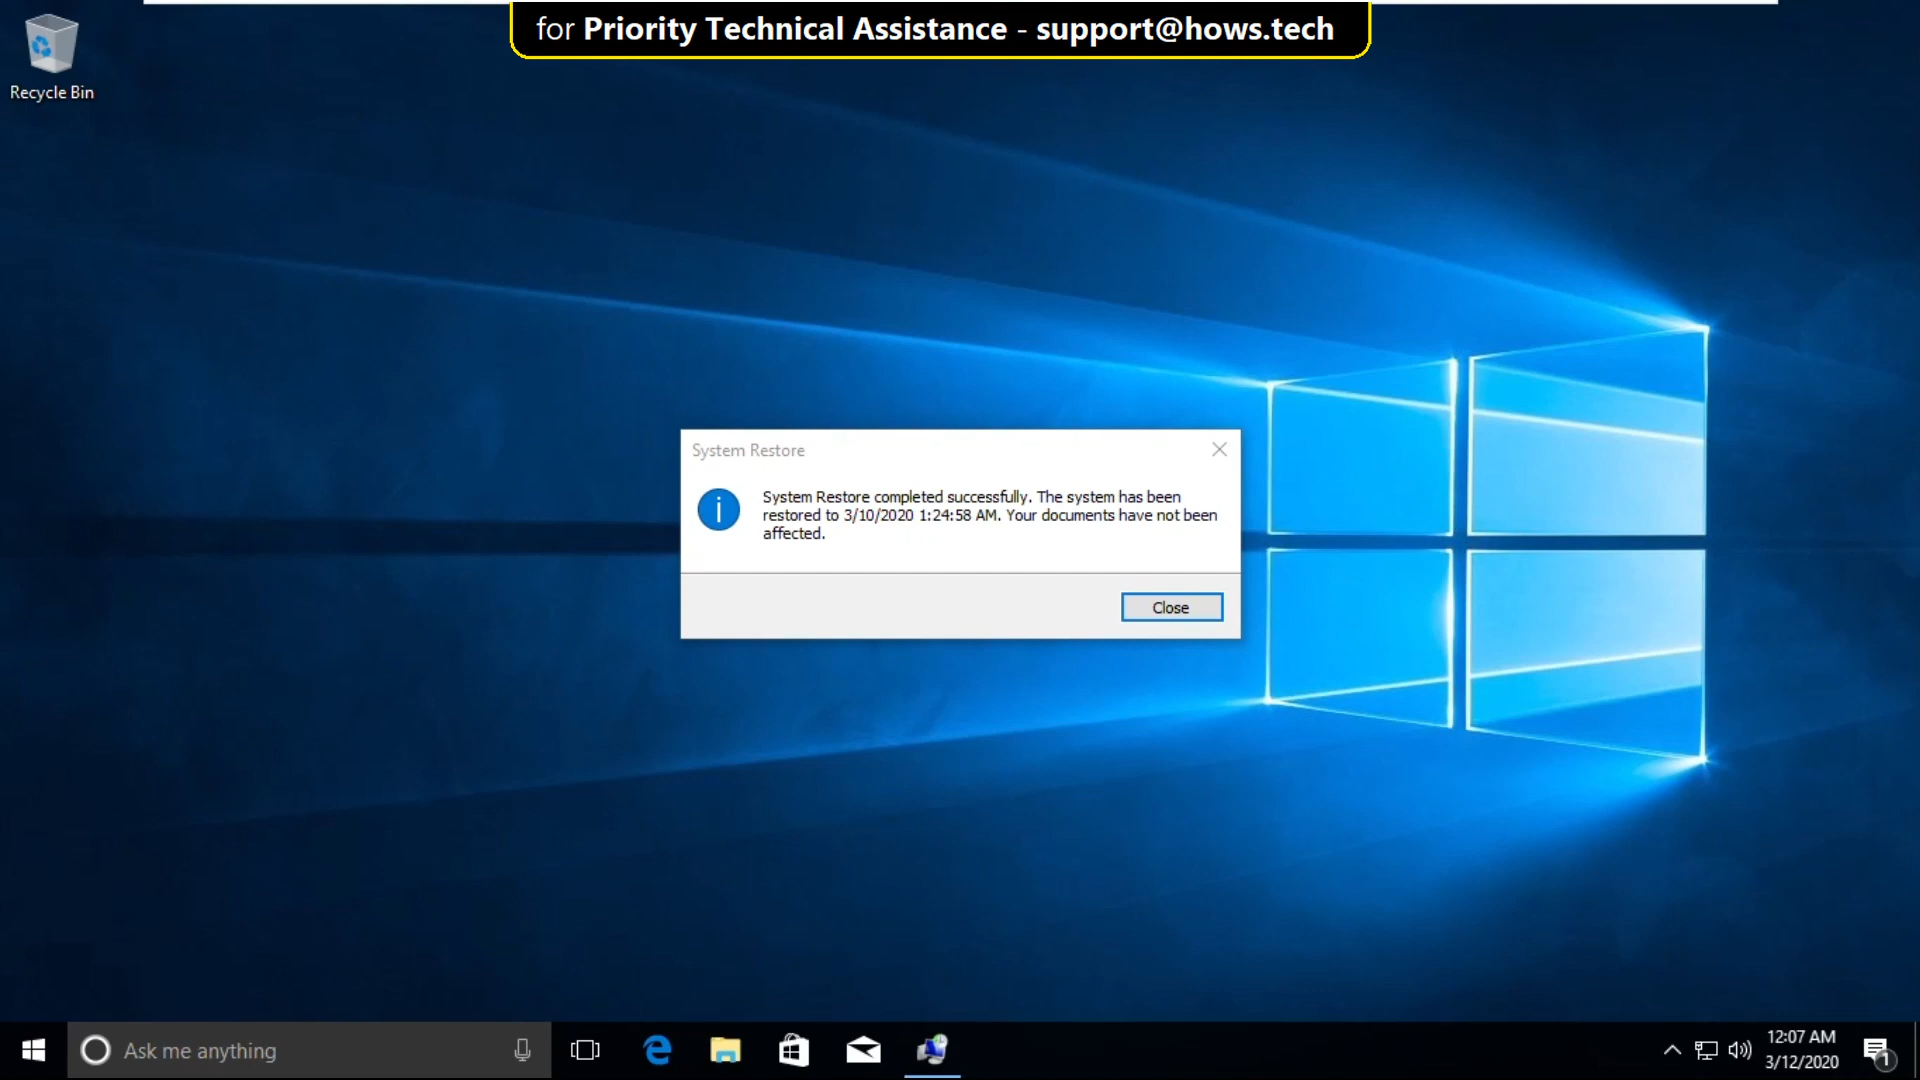 for Priority Technical Assistance - support@hows.tech
Recycle Bin
System Restore
System Restore completed successfully. The system has been
restored to 3/10/2020 1:24:58 AM. Your documents have not been
affected.
Close
Ask me anything
12:07 AM
3/12/2020
1